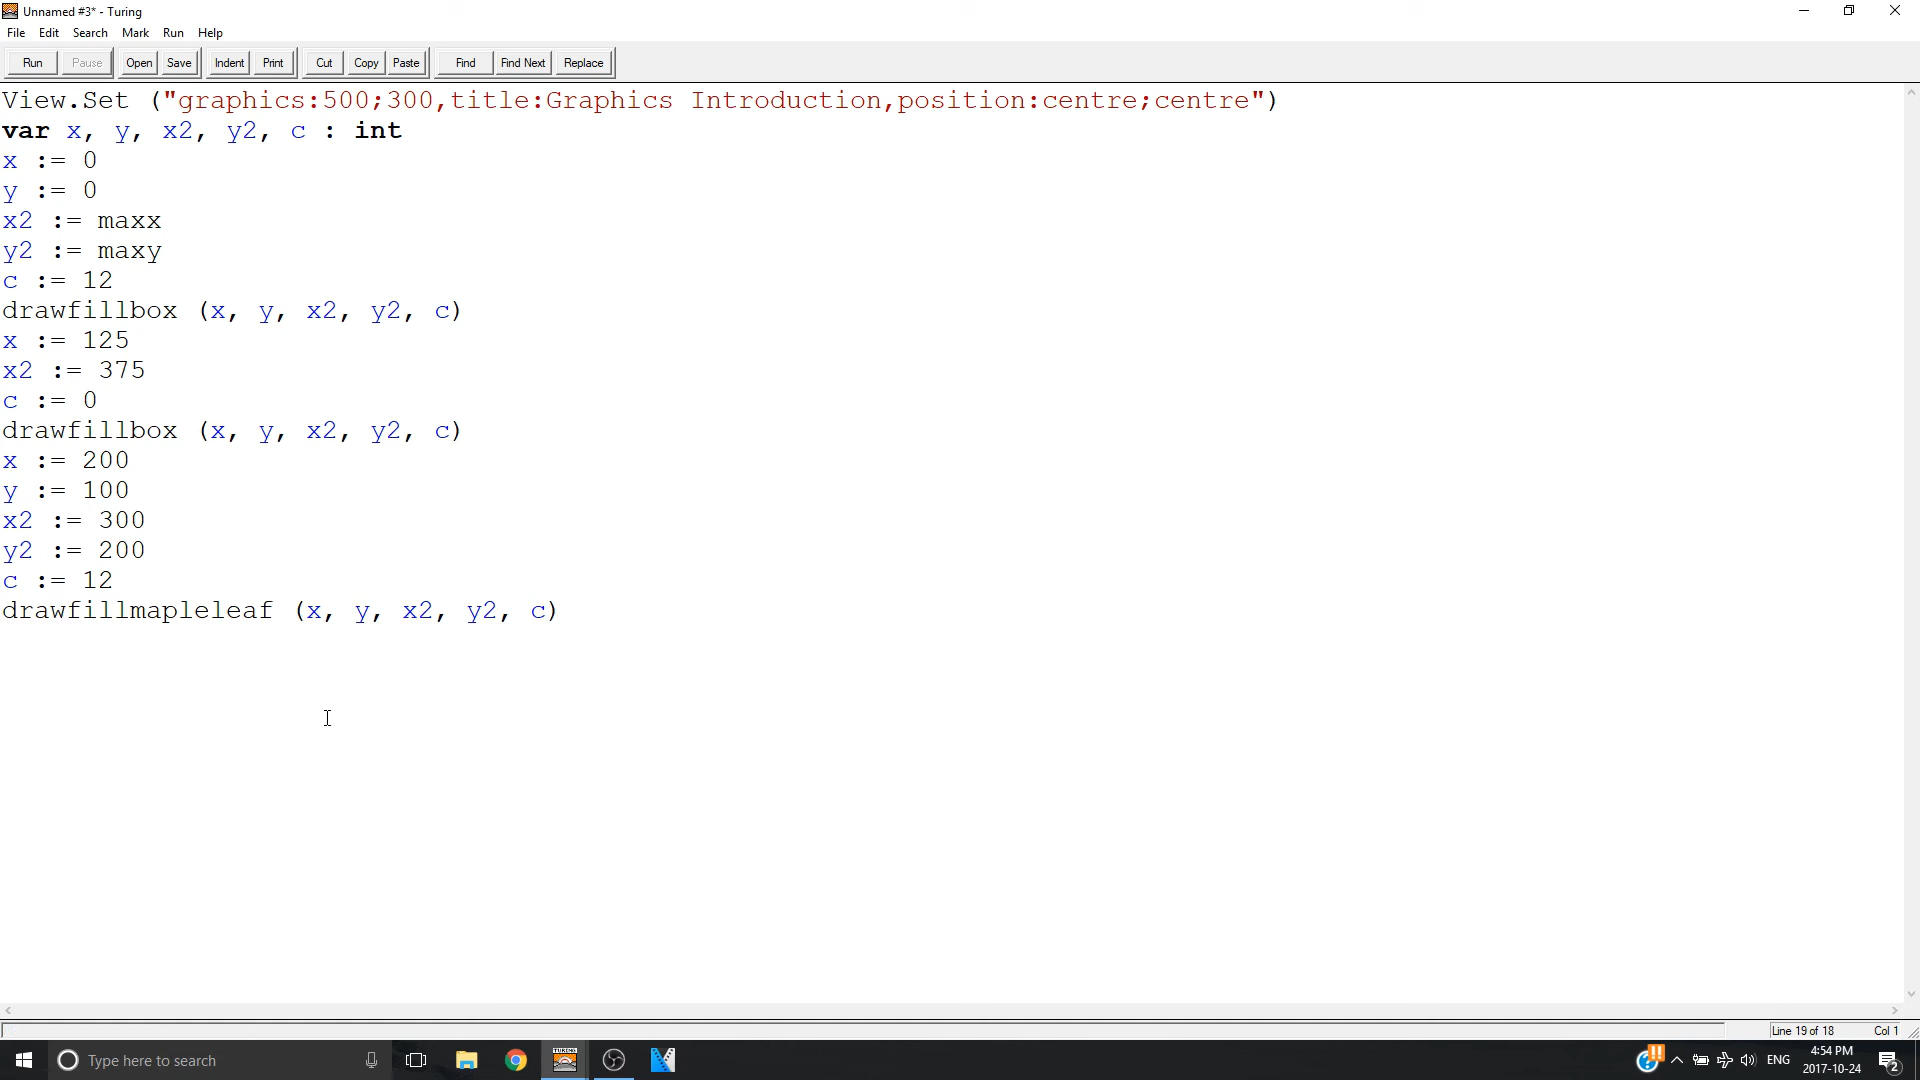 Unnamed #3* - Turing
File Edit Search Mark Run Help
Run Pause Open Save Indent Print Cut Copy Paste Find Find Next Replace
View.Set ("graphics:500;300,title:Graphics Introduction,position:centre;centre")
var x, y, x2, y2, c : int
x := 0
y := 0
x2 := maxx
y2 := maxy
c := 12
drawfillbox (x, y, x2, y2, c)
x := 125
x2 := 375
c := 0
drawfillbox (x, y, x2, y2, c)
x := 200
y := 100
x2 := 300
y2 := 200
c := 12
drawfillmapleleaf (x, y, x2, y2, c)
Line 19 of 18 Col 1
Type here to search
TURING
ENG
4:54 PM
2017-10-24
2